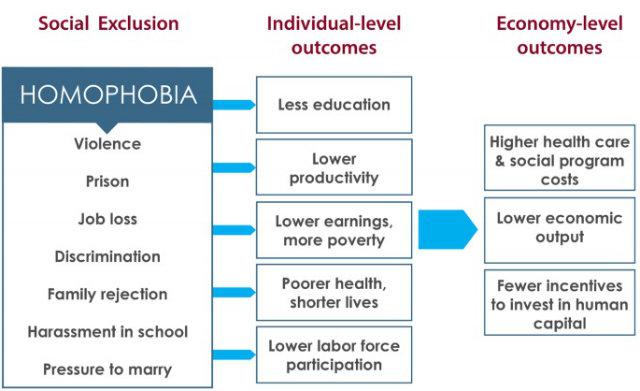 Social Exclusion
HOMOPHOBIA
Violence
Prison
Job loss
Discrimination
Family rejection
Harassment in school
Pressure to marry
Individual-level
outcomes
Less education
Lower
productivity
Lower earnings,
more poverty
Poorer health,
shorter lives
Lower labor force
participation
Economy-level
outcomes
Higher health care
& social program
costs
Lower economic
output
Fewer incentives
to invest in human
capital